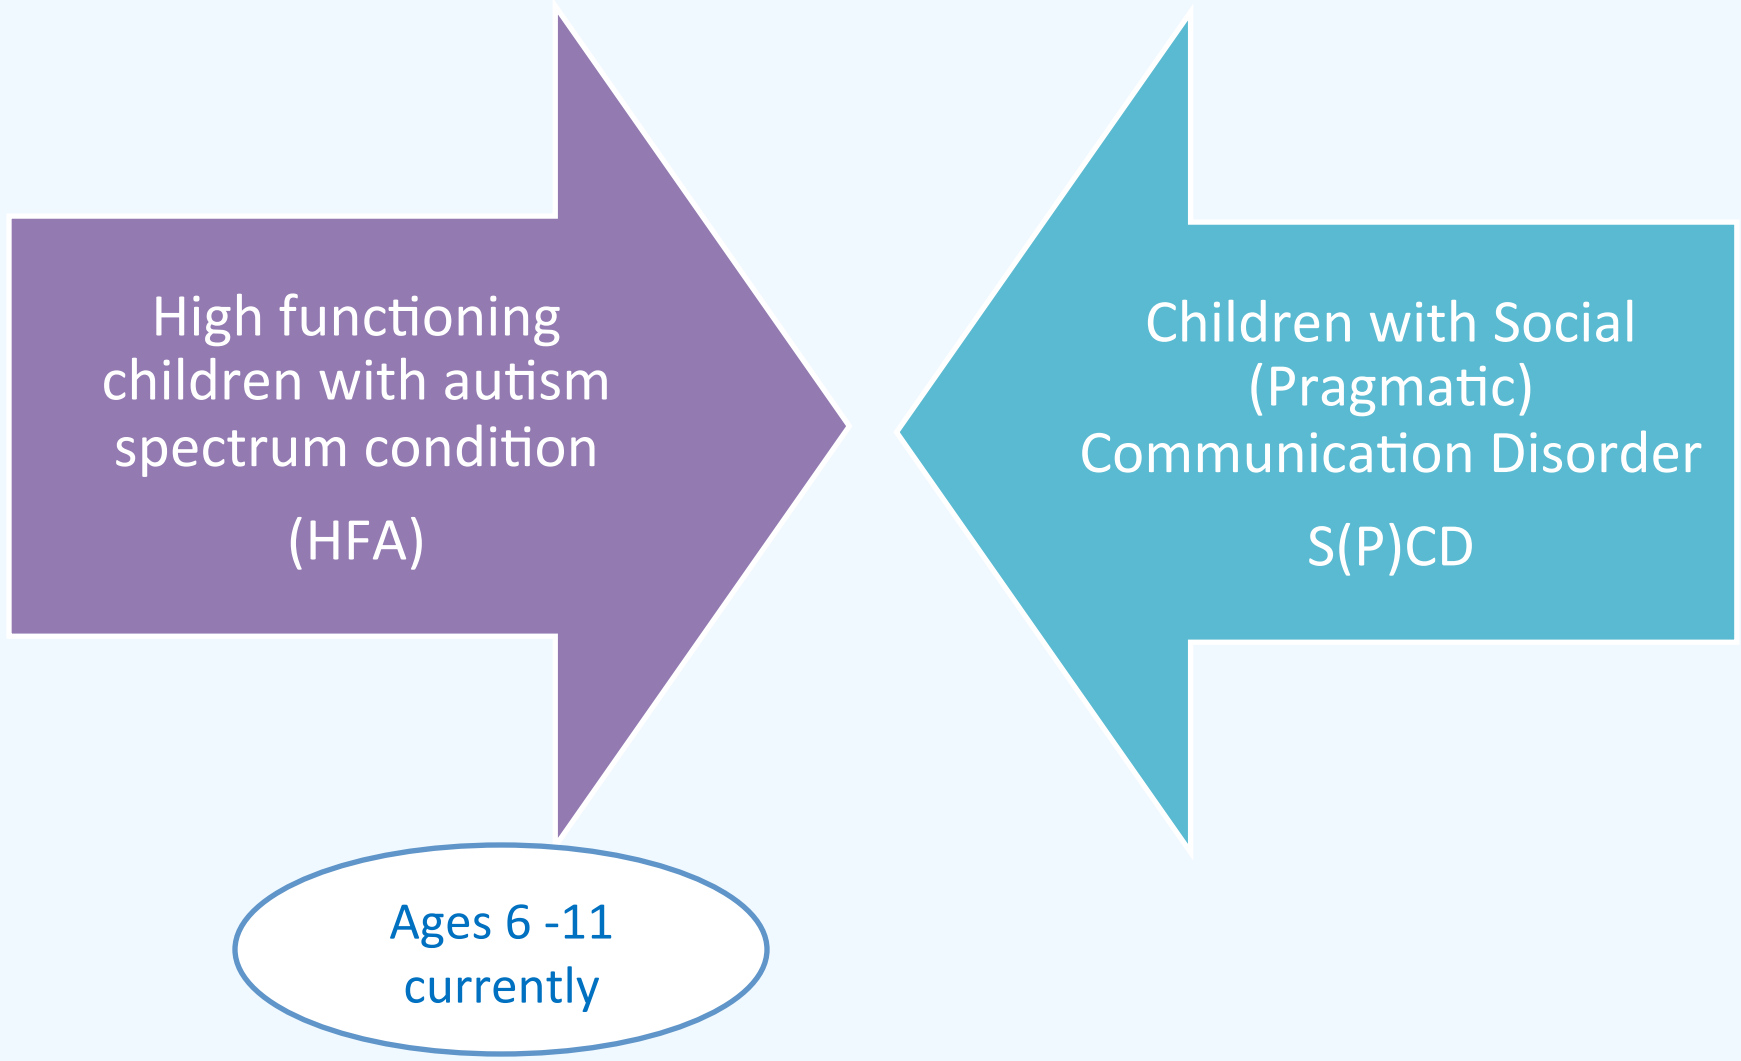 High functioning
children with autism
spectrum condition
(HFA)
Children with Social
(Pragmatic)
Communication Disorder
S(P)CD
Ages 6 -11
currently